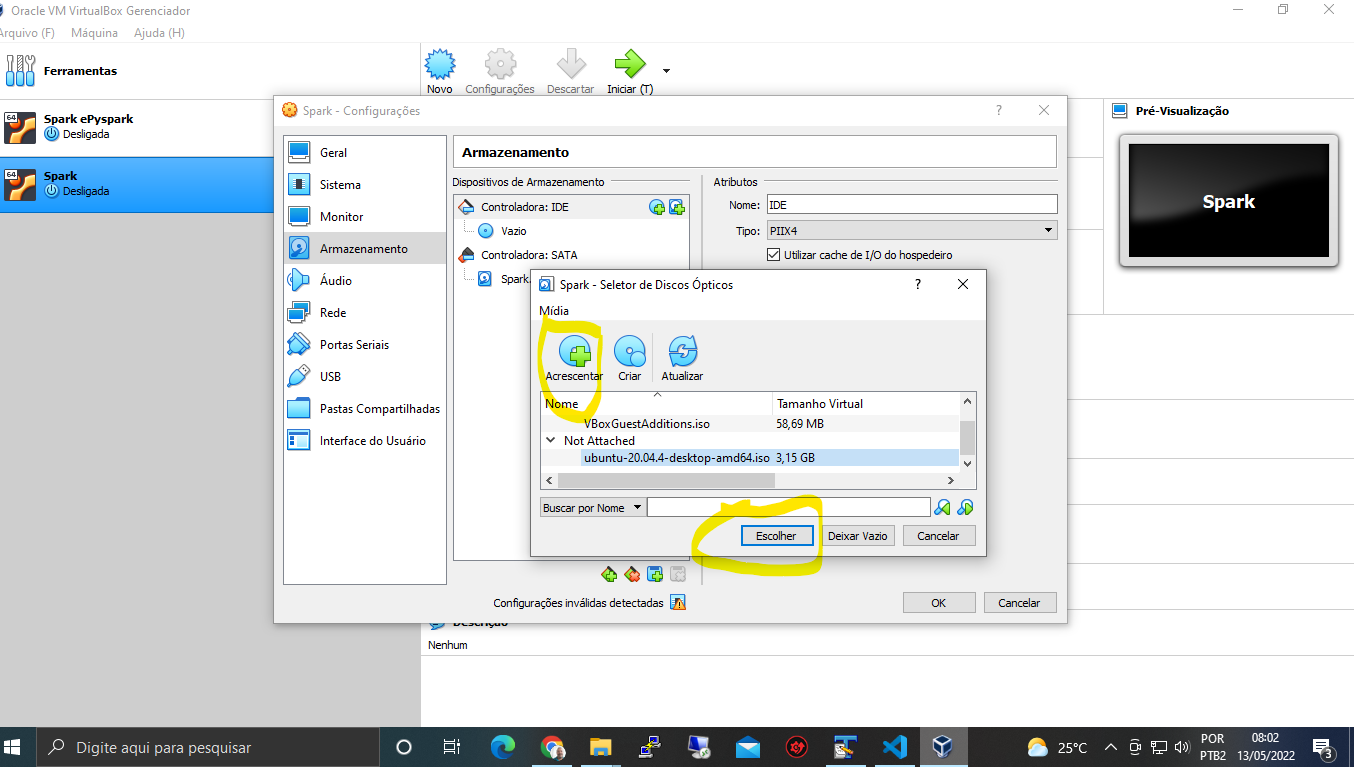 Oracle VM VirtualBox Gerenciador
Arquivo (F) Máquina Ajuda (H)
Ferramentas
Novo Configurações Descartar Iniciar (T)
64
Spark ePyspark
Desligada
64
Spark
Desligada
Spark - Configurações ?
Geral
Sistema
Monitor
Armazenamento
Áudio
Rede
Portas Seriais
USB
Pastas Compartilhadas
Interface do Usuário
Armazenamento
Dispositivos de Armazenamento
Controladora: IDE
Vazio
Controladora: SATA
Spark.
Atributos
Nome: IDE
Tipo: PIIX4
Utilizar cache de I/O do hospedeiro
Spark - Seletor de Discos Ópticos ?
Mídia
Acrescentar Criar Atualizar
Nome Tamanho Virtual
VBoxGuestAdditions.iso 58,69 MB
Not Attached
ubuntu-20.04.4-desktop-amd64.iso 3,15 GB
Buscar por Nome
Escolher Deixar Vazio Cancelar
Configurações inválidas detectadas
OK Cancelar
Pré-Visualização
Spark
Descrição
Nenhum
Digite aqui para pesquisar
25°C
POR
PTB2
08:02
13/05/2022
3